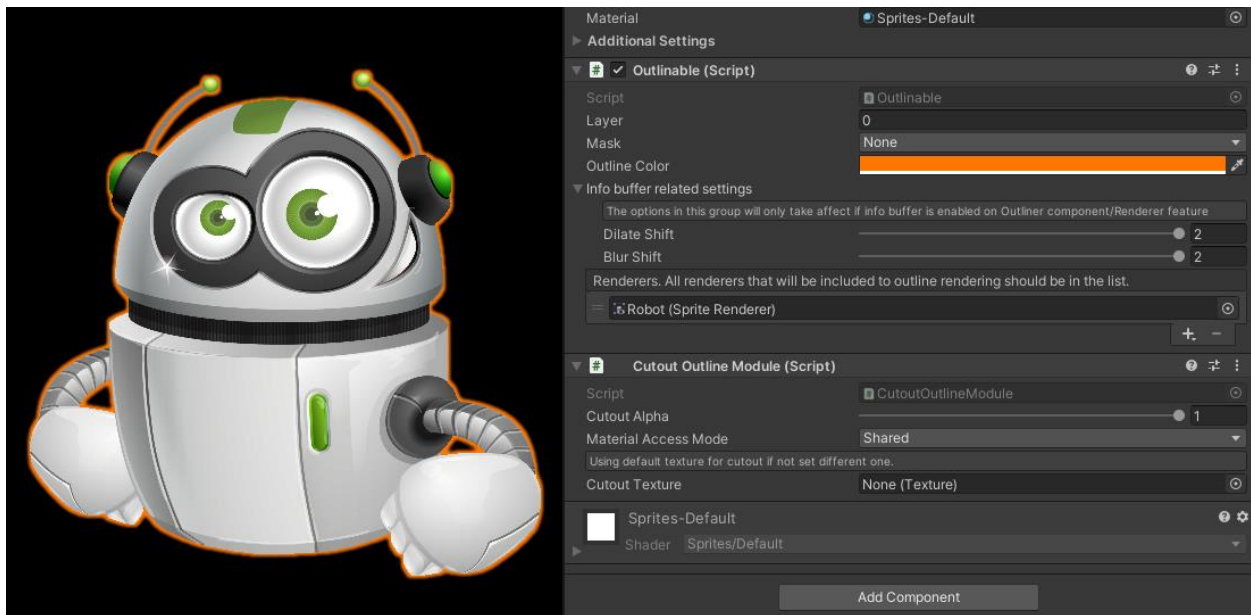 Material Sprites-Default
Additional Settings
# Outlinable (Script)
Script # Outlinable
Layer 0
Mask None
Outline Color
Info buffer related settings
The options in this group will only take affect if info buffer is enabled on Outliner component/Renderer feature
Dilate Shift 2
Blur Shift 2
Renderers. All renderers that will be included to outline rendering should be in the list.
Robot (Sprite Renderer)
# Cutout Outline Module (Script)
Script # CutoutOutlineModule
Cutout Alpha 1
Material Access Mode Shared
Using default texture for cutout if not set different one.
Cutout Texture None (Texture)
Sprites-Default
Shader Sprites/Default
Add Component